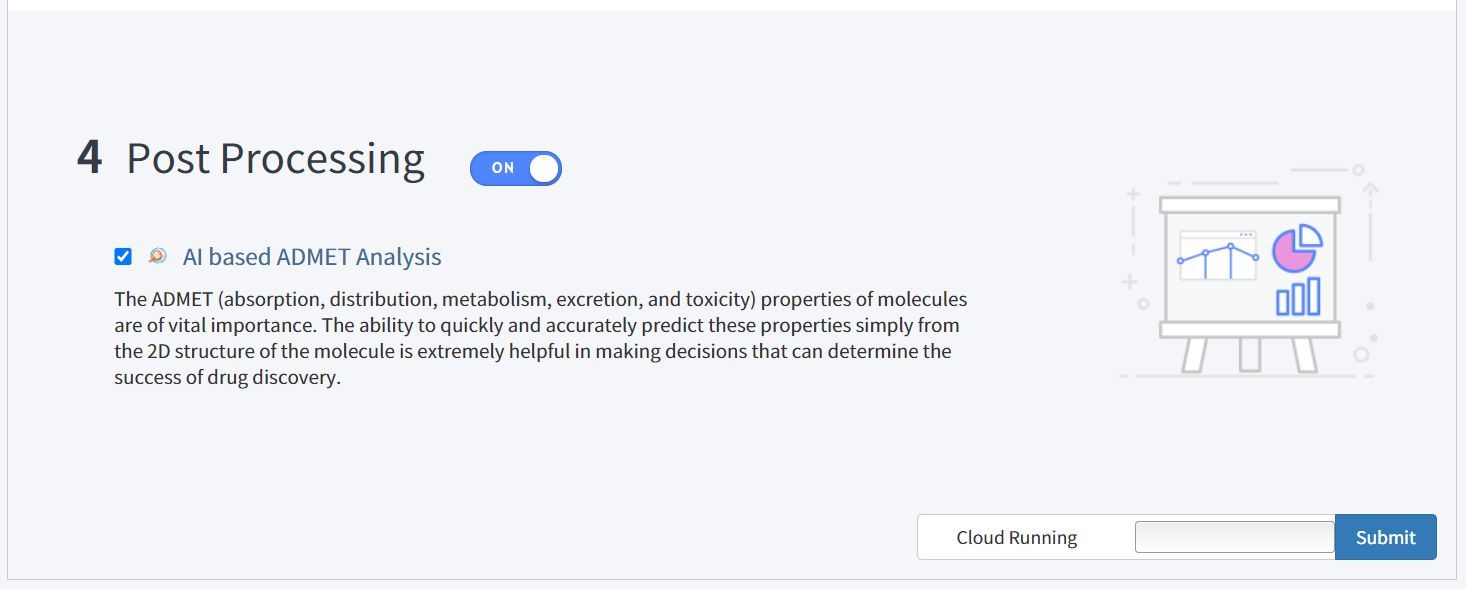 4 Post Processing ON
AI based ADMET Analysis
The ADMET (absorption, distribution, metabolism, excretion, and toxicity) properties of molecules
are of vital importance. The ability to quickly and accurately predict these properties simply from
the 2D structure of the molecule is extremely helpful in making decisions that can determine the
success of drug discovery.
Cloud Running Submit